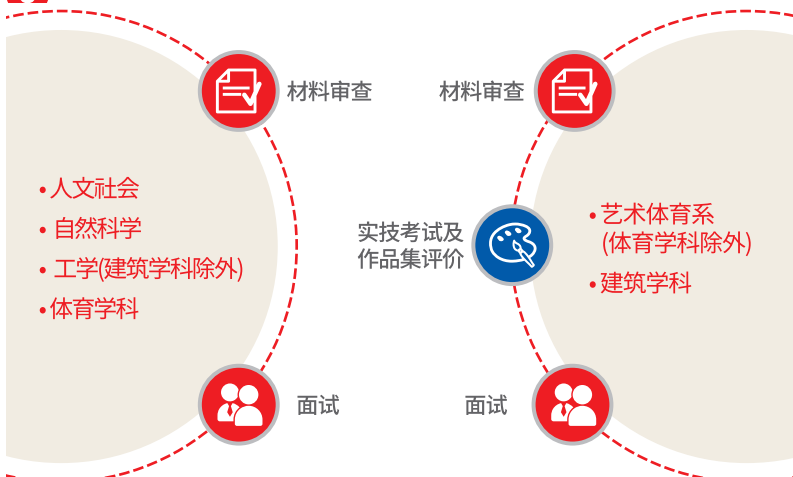 材料审查
• 人文社会
• 自然科学
• 工学(建筑学科除外)
• 体育学科
面试
材料审查
实技考试及
作品集评价
• 艺术体育系
(体育学科除外)
• 建筑学科
面试